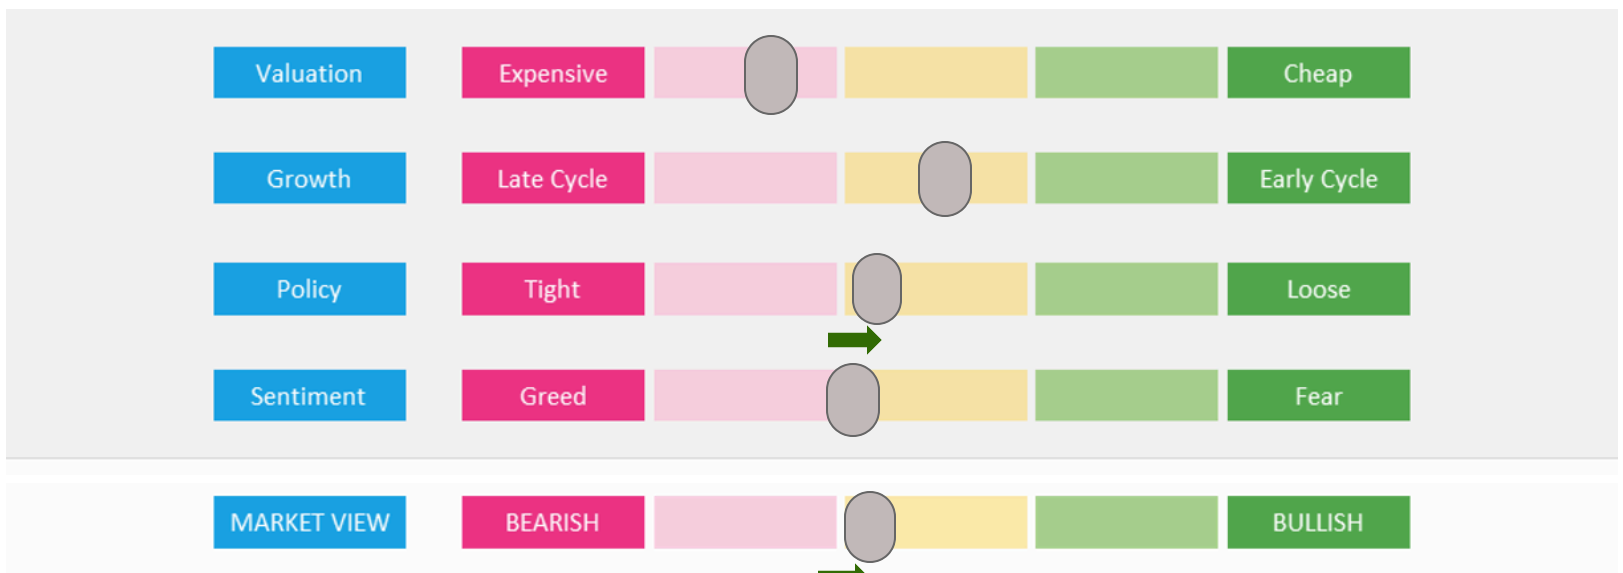 Valuation Expensive Cheap
Growth Late Cycle Early Cycle
Policy Tight Loose
Sentiment Greed Fear
MARKET VIEW BEARISH BULLISH